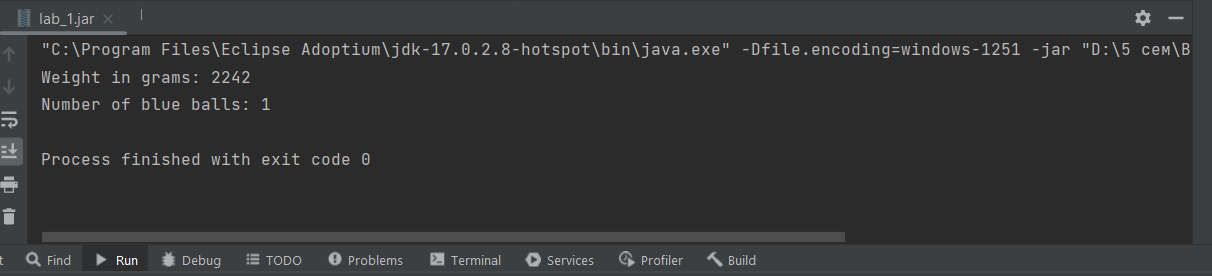 lab_1.jar
"C:\Program Files\Eclipse Adoptium\jdk-17.0.2.8-hotspot\bin\java.exe" -Dfile.encoding=windows-1251 -jar "D:\5 сем\В
Weight in grams: 2242
Number of blue balls: 1
Process finished with exit code 0
t Find Run Debug TODO Problems Terminal Services Profiler Build